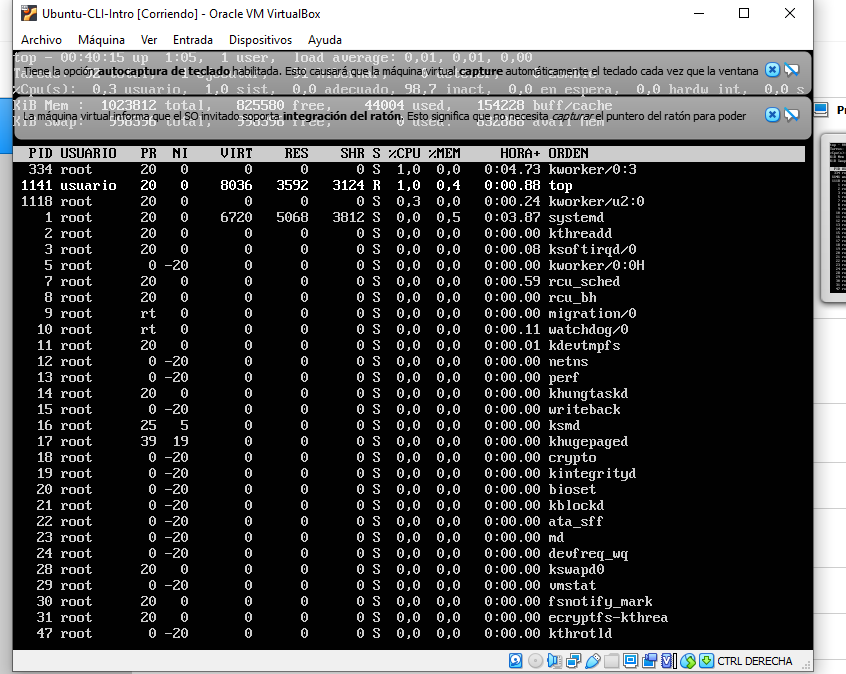 Ubuntu-CLI-Intro [Corriendo] - Oracle VM VirtualBox
Archivo Máquina Ver Entrada Dispositivos Ayuda
top - 00:40:15 up 1:05, 1 user, load average: 0,01, 0,01, 0,00
Tiene la opción autocaptura de teclado habilitada. Esto causará que la máquina virtual capture automáticamente el teclado cada vez que la ventana
%Cpu(s): 0,3 usuario, 1,0 sist, 0,0 adecuado, 98,7 inact, 0,0 en espera, 0,0 hardw int, 0,0 s
KiB Mem : 1023812 total, 825580 free, 44004 used, 154228 buff/cache
La máquina virtual informa que el SO invitado soporta integración del ratón. Esto significa que no necesita capturar el puntero del ratón para poder
PID USUARIO PR NI VIRT RES SHR S %CPU %MEM HORA+ ORDEN
334 root 20 0 0 0 0 S 1,0 0,0 0:04.73 kworker/0:3
1141 usuario 20 0 8036 3592 3124 R 1,0 0,4 0:00.88 top
1118 root 20 0 0 0 0 S 0,3 0,0 0:00.24 kworker/u2:0
1 root 20 0 6720 5068 3812 S 0,0 0,5 0:03.87 systemd
2 root 20 0 0 0 0 S 0,0 0,0 0:00.00 kthreadd
3 root 20 0 0 0 0 S 0,0 0,0 0:00.08 ksoftirqd/0
5 root 0 -20 0 0 0 S 0,0 0,0 0:00.00 kworker/0:0H
7 root 20 0 0 0 0 S 0,0 0,0 0:00.59 rcu_sched
8 root 20 0 0 0 0 S 0,0 0,0 0:00.00 rcu_bh
9 root rt 0 0 0 0 S 0,0 0,0 0:00.00 migration/0
10 root rt 0 0 0 0 S 0,0 0,0 0:00.11 watchdog/0
11 root 20 0 0 0 0 S 0,0 0,0 0:00.01 kdevtmpfs
12 root 0 -20 0 0 0 S 0,0 0,0 0:00.00 netns
13 root 0 -20 0 0 0 S 0,0 0,0 0:00.00 perf
14 root 20 0 0 0 0 S 0,0 0,0 0:00.00 khungtaskd
15 root 0 -20 0 0 0 S 0,0 0,0 0:00.00 writeback
16 root 25 5 0 0 0 S 0,0 0,0 0:00.00 ksmd
17 root 39 19 0 0 0 S 0,0 0,0 0:00.00 khugepaged
18 root 0 -20 0 0 0 S 0,0 0,0 0:00.00 crypto
19 root 0 -20 0 0 0 S 0,0 0,0 0:00.00 kintegrityd
20 root 0 -20 0 0 0 S 0,0 0,0 0:00.00 bioset
21 root 0 -20 0 0 0 S 0,0 0,0 0:00.00 kblockd
22 root 0 -20 0 0 0 S 0,0 0,0 0:00.00 ata_sff
23 root 0 -20 0 0 0 S 0,0 0,0 0:00.00 md
24 root 0 -20 0 0 0 S 0,0 0,0 0:00.00 devfreq_wq
28 root 20 0 0 0 0 S 0,0 0,0 0:00.00 kswapd0
29 root 0 -20 0 0 0 S 0,0 0,0 0:00.00 vmstat
30 root 20 0 0 0 0 S 0,0 0,0 0:00.00 fsnotify_mark
31 root 20 0 0 0 0 S 0,0 0,0 0:00.00 ecryptfs-kthrea
47 root 0 -20 0 0 0 S 0,0 0,0 0:00.00 kthrotld
CTRL DERECHA